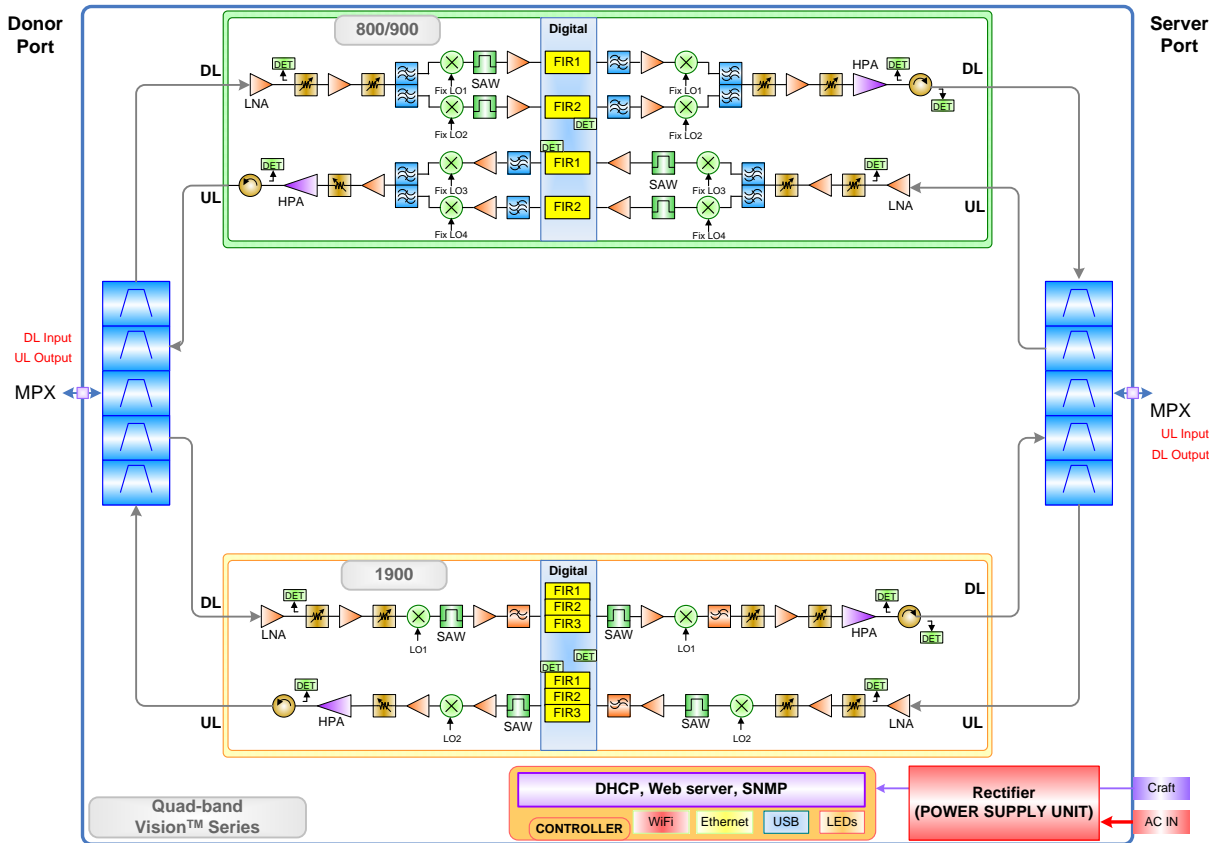 Donor
Port
Server
Port
800/900
Digital
DL
DET
LNA
SAW
Fix LO1
FIR1
Fix LO1
HPA
DET
DET
DL
Fix LO2
FIR2
DET
Fix LO2
UL
DET
HPA
Fix LO3
DET
FIR1
SAW
Fix LO3
DET
LNA
UL
Fix LO4
FIR2
Fix LO4
DL Input
UL Output
MPX
MPX
UL Input
DL Output
1900
Digital
DL
DET
LNA
LO1
SAW
FIR1
FIR2
FIR3
SAW
LO1
HPA
DET
DET
DL
DET
DET
UL
DET
HPA
LO2
SAW
FIR1
FIR2
FIR3
SAW
LO2
DET
LNA
UL
Quad-band
Vision™ Series
DHCP, Web server, SNMP
CONTROLLER
WiFi
Ethernet
USB
LEDs
Rectifier
(POWER SUPPLY UNIT)
Craft
AC IN